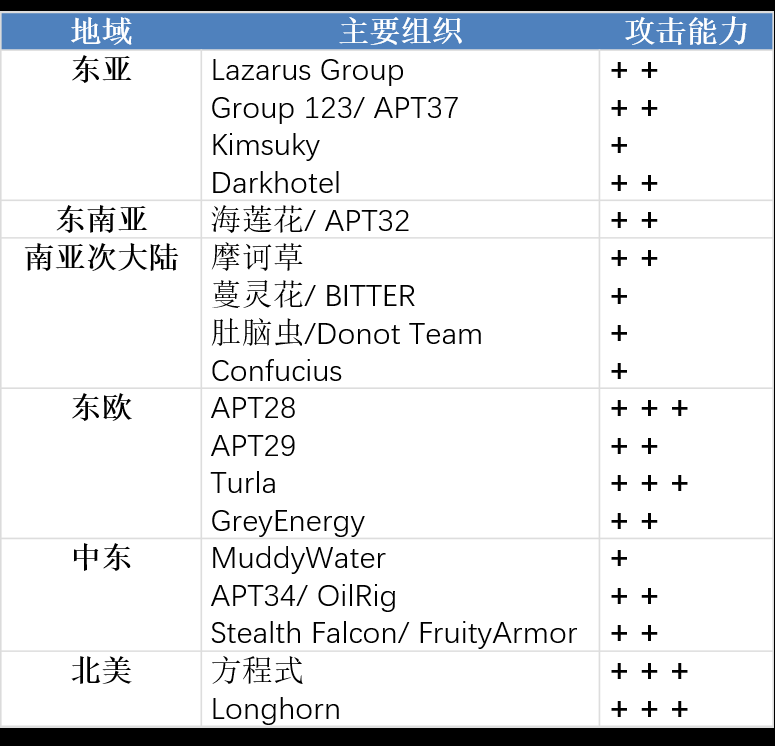 地域 主要组织 攻击能力
东亚 Lazarus Group + +
Group 123/ APT37 + +
Kimsuky +
Darkhotel + +
东南亚 海莲花/ APT32 + +
南亚次大陆 摩诃草 + +
蔓灵花/ BITTER +
肚脑虫/Donot Team +
Confucius +
东欧 APT28 + + +
APT29 + +
Turla + + +
GreyEnergy + +
中东 MuddyWater +
APT34/ OilRig + +
Stealth Falcon/ FruityArmor + +
北美 方程式 + + +
Longhorn + + +